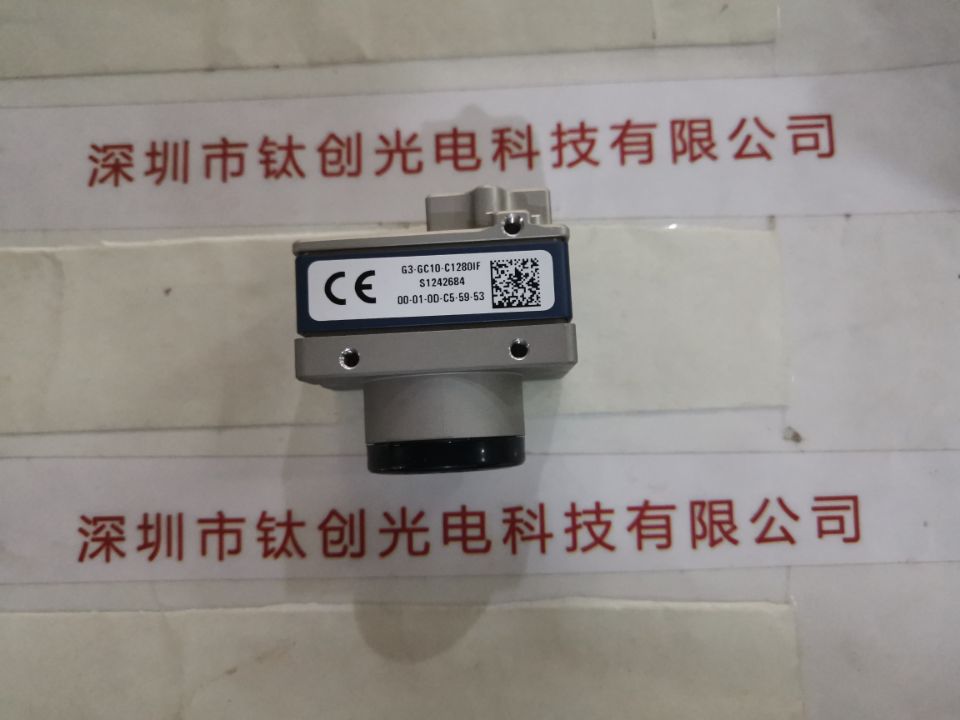 深圳市钛创光电科技有限公司
CE
G3-GC10-C1280IF
S1242684
00-01-0D-C5-59-53
深圳市钛创光电科技有限公司